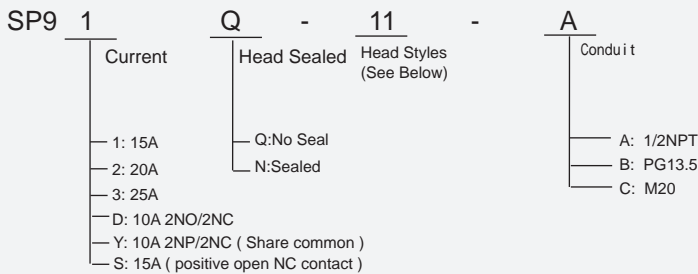 SP9 1 Q - 11 - A
Current Head Sealed Head Styles Conduit
(See Below)
1: 15A
2: 20A
3: 25A
D: 10A 2NO/2NC
Y: 10A 2NP/2NC ( Share common )
S: 15A ( positive open NC contact )
Q:No Seal
N:Sealed
A: 1/2NPT
B: PG13.5
C: M20